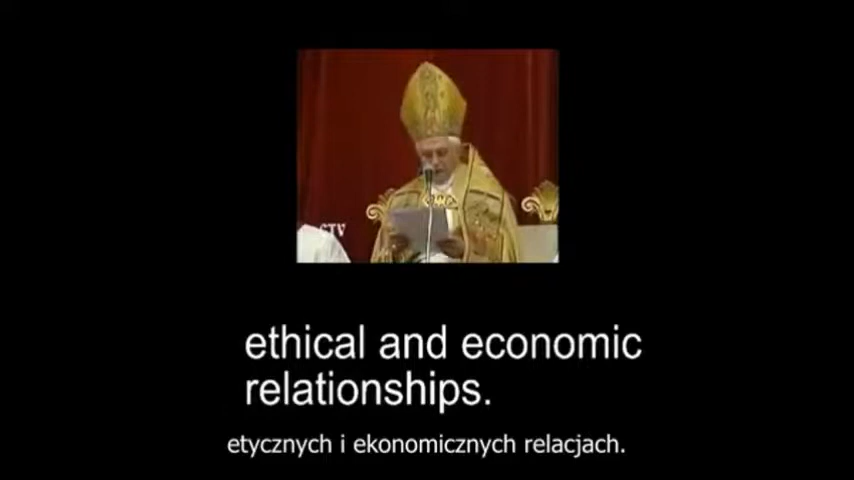 CTV
ethical and economic
relationships.
etycznych i ekonomicznych relacjach.